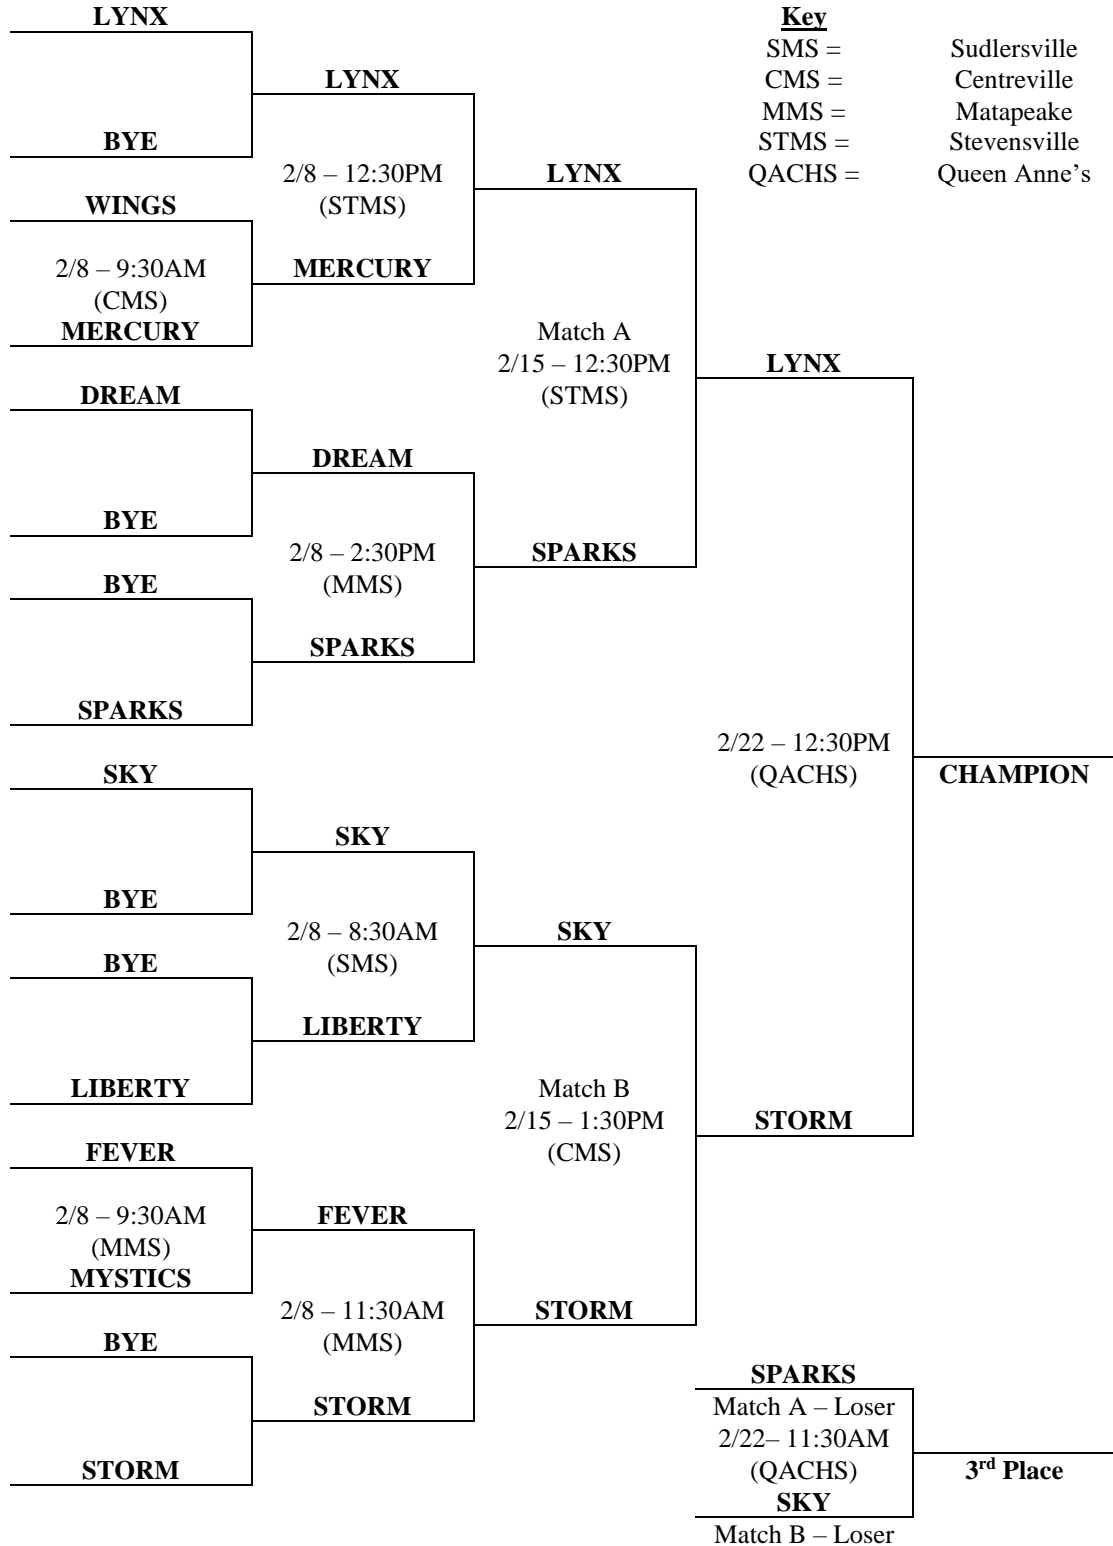 LYNX
BYE
WINGS
2/8 – 9:30AM
(CMS)
MERCURY
DREAM
BYE
BYE
SPARKS
SKY
BYE
BYE
LIBERTY
FEVER
2/8 – 9:30AM
(MMS)
MYSTICS
BYE
STORM
LYNX
2/8 – 12:30PM
(STMS)
MERCURY
DREAM
2/8 – 2:30PM
(MMS)
SPARKS
SKY
2/8 – 8:30AM
(SMS)
LIBERTY
FEVER
2/8 – 11:30AM
(MMS)
STORM
LYNX
Match A
2/15 – 12:30PM
(STMS)
SPARKS
SKY
Match B
2/15 – 1:30PM
(CMS)
STORM
LYNX
2/22 – 12:30PM
(QACHS)
STORM
CHAMPION
SPARKS
Match A – Loser
2/22– 11:30AM
(QACHS)
SKY
Match B – Loser
3rd Place
Key
SMS = Sudlersville
CMS = Centreville
MMS = Matapeake
STMS = Stevensville
QACHS = Queen Anne’s